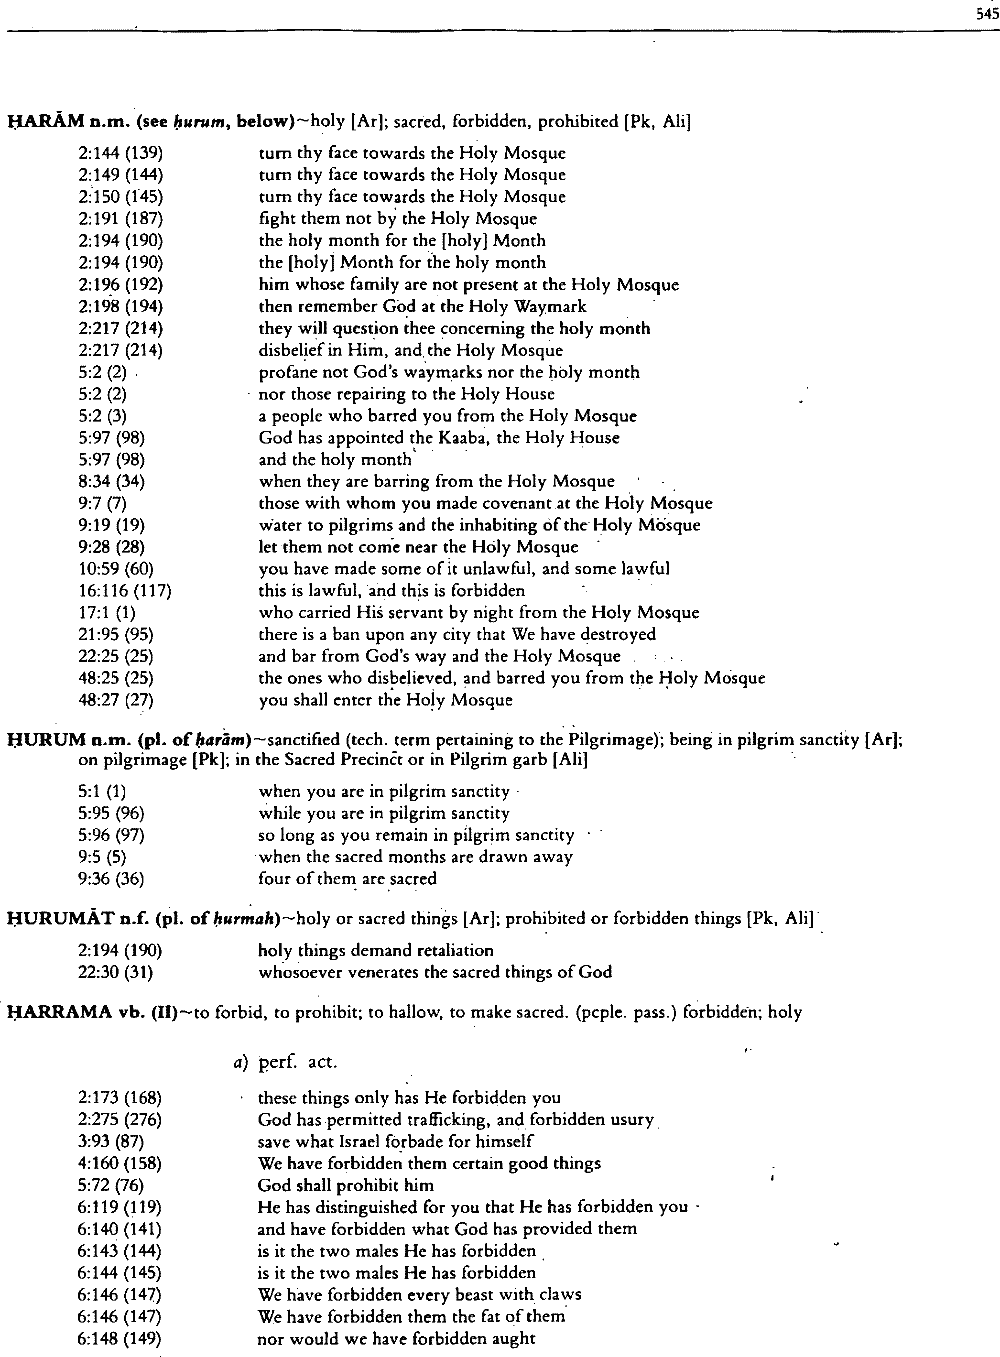 545
ḤARĀM n.m. (see ḥurum, below)~holy [Ar]; sacred, forbidden, prohibited [Pk, Ali]
2:144 (139) turn thy face towards the Holy Mosque
2:149 (144) turn thy face towards the Holy Mosque
2:150 (145) turn thy face towards the Holy Mosque
2:191 (187) fight them not by the Holy Mosque
2:194 (190) the holy month for the [holy] Month
2:194 (190) the [holy] Month for the holy month
2:196 (192) him whose family are not present at the Holy Mosque
2:198 (194) then remember God at the Holy Waymark
2:217 (214) they will question thee concerning the holy month
2:217 (214) disbelief in Him, and the Holy Mosque
5:2 (2) profane not God's waymarks nor the holy month
5:2 (2) nor those repairing to the Holy House
5:2 (3) a people who barred you from the Holy Mosque
5:97 (98) God has appointed the Kaaba, the Holy House
5:97 (98) and the holy month
8:34 (34) when they are barring from the Holy Mosque
9:7 (7) those with whom you made covenant at the Holy Mosque
9:19 (19) water to pilgrims and the inhabiting of the Holy Mosque
9:28 (28) let them not come near the Holy Mosque
10:59 (60) you have made some of it unlawful, and some lawful
16:116 (117) this is lawful, and this is forbidden
17:1 (1) who carried His servant by night from the Holy Mosque
21:95 (95) there is a ban upon any city that We have destroyed
22:25 (25) and bar from God's way and the Holy Mosque
48:25 (25) the ones who disbelieved, and barred you from the Holy Mosque
48:27 (27) you shall enter the Holy Mosque
ḤURUM n.m. (pl. of ḥarām)~sanctified (tech. term pertaining to the Pilgrimage); being in pilgrim sanctity [Ar];
on pilgrimage [Pk]; in the Sacred Precinct or in Pilgrim garb [Ali]
5:1 (1) when you are in pilgrim sanctity
5:95 (96) while you are in pilgrim sanctity
5:96 (97) so long as you remain in pilgrim sanctity
9:5 (5) when the sacred months are drawn away
9:36 (36) four of them are sacred
ḤURUMĀT n.f. (pl. of ḥurmah)~holy or sacred things [Ar]; prohibited or forbidden things [Pk, Ali]
2:194 (190) holy things demand retaliation
22:30 (31) whosoever venerates the sacred things of God
ḤARRAMA vb. (II)~to forbid, to prohibit; to hallow, to make sacred. (pcple. pass.) forbidden; holy
a) perf. act.
2:173 (168) these things only has He forbidden you
2:275 (276) God has permitted trafficking, and forbidden usury
3:93 (87) save what Israel forbade for himself
4:160 (158) We have forbidden them certain good things
5:72 (76) God shall prohibit him
6:119 (119) He has distinguished for you that He has forbidden you
6:140 (141) and have forbidden what God has provided them
6:143 (144) is it the two males He has forbidden
6:144 (145) is it the two males He has forbidden
6:146 (147) We have forbidden every beast with claws
6:146 (147) We have forbidden them the fat of them
6:148 (149) nor would we have forbidden aught